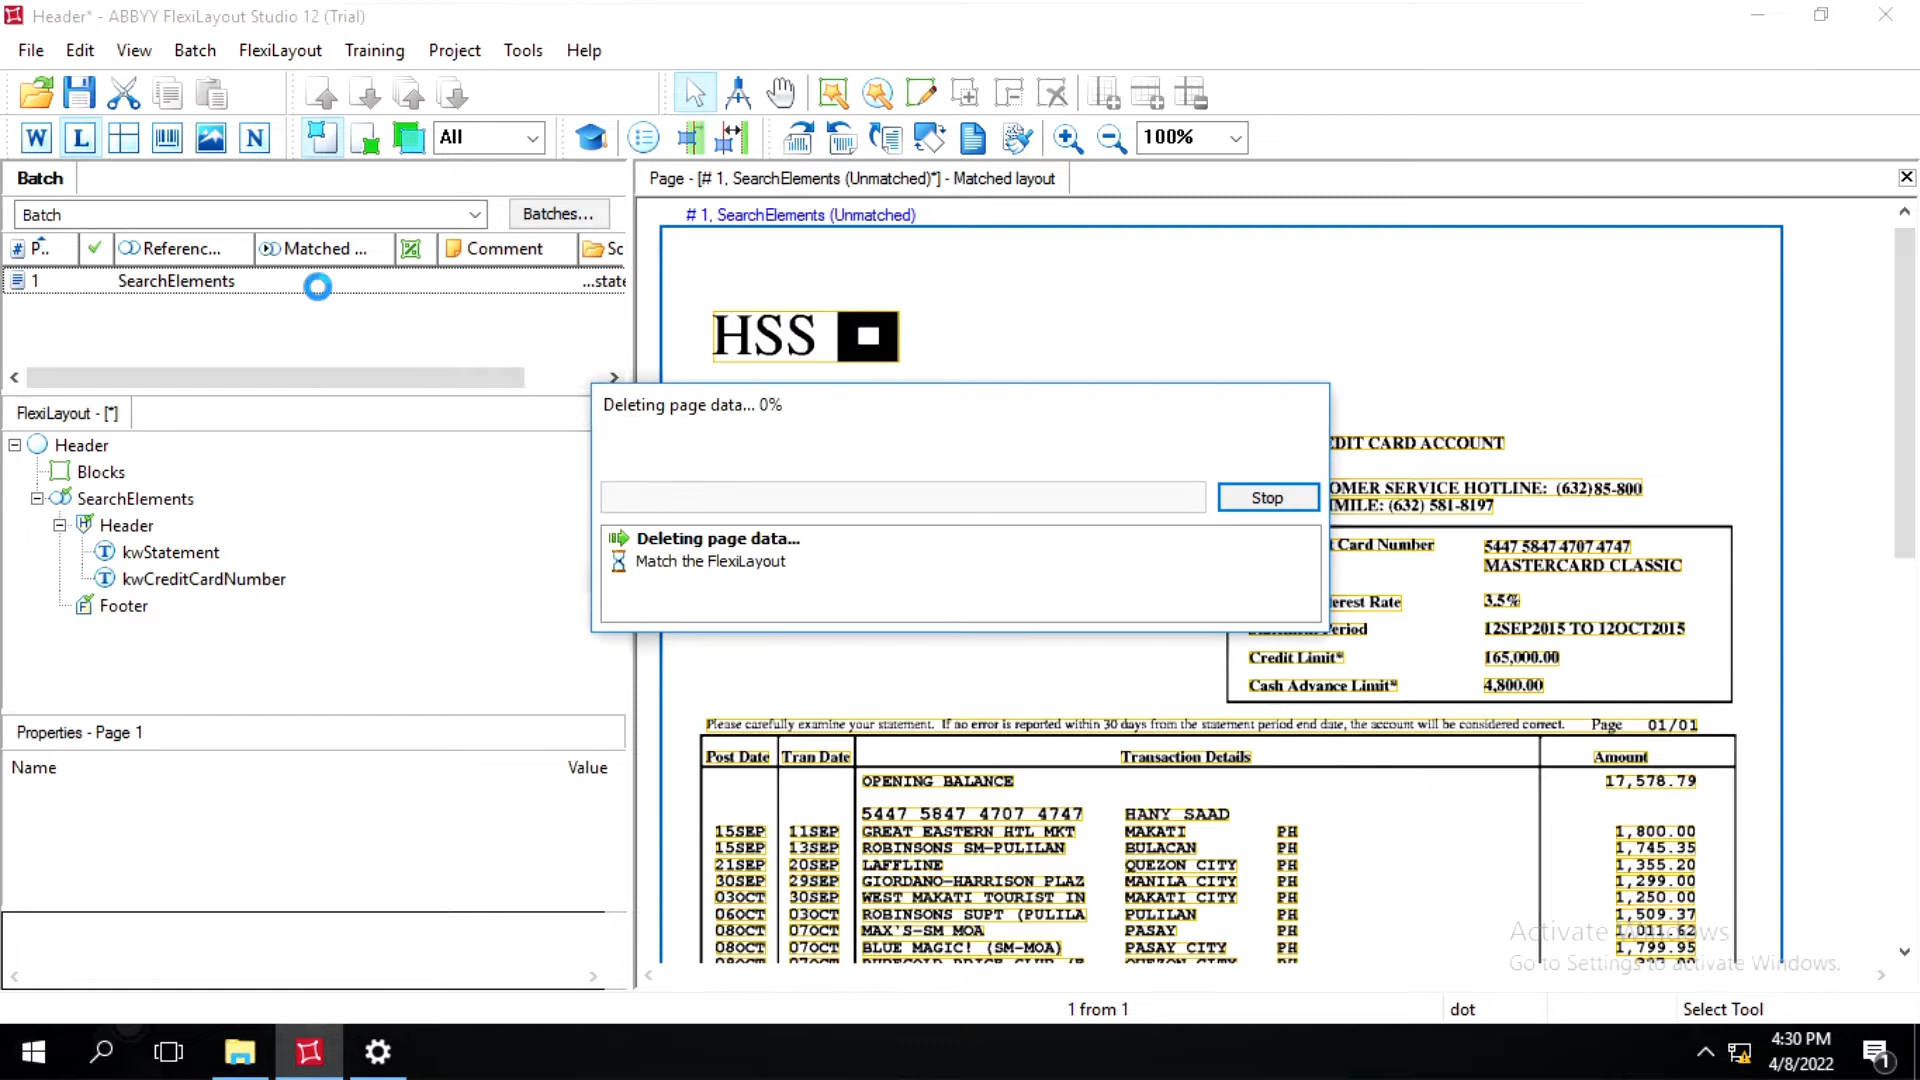 Header* - ABBYY FlexiLayout Studio 12 (Trial)
File Edit View Batch FlexiLayout Training Project Tools Help
W L N All 100%
Batch
Page - [# 1, SearchElements (Unmatched)*] - Matched layout
Batch Batches...
# P.. Referenc... Matched ... Comment Sc
1 SearchElements ...state
# 1, SearchElements (Unmatched)
HSS
FlexiLayout - [*]
Header
Blocks
SearchElements
Header
kwStatement
kwCreditCardNumber
Footer
Deleting page data... 0%
Stop
Deleting page data...
Match the FlexiLayout
EDIT CARD ACCOUNT
OMER SERVICE HOTLINE: (632)85-800
MILE: (632) 581-8197
t Card Number 5447 5847 4707 4747
MASTERCARD CLASSIC
erest Rate 3.5%
Period 12SEP2015 TO 12OCT2015
Credit Limit* 165,000.00
Cash Advance Limit* 4,800.00
Please carefully examine your statement. If no error is reported within 30 days from the statement period end date, the account will be considered correct. Page 01/01
Post Date Tran Date Transaction Details Amount
OPENING BALANCE 17,578.79
5447 5847 4707 4747 HANY SAAD
15SEP 11SEP GREAT EASTERN HTL MKT MAKATI PH 1,800.00
15SEP 13SEP ROBINSONS SM-PULILAN BULACAN PH 1,745.35
21SEP 20SEP LAFFLINE QUEZON CITY PH 1,355.20
30SEP 29SEP GIORDANO-HARRISON PLAZ MANILA CITY PH 1,299.00
03OCT 30SEP WEST MAKATI TOURIST IN MAKATI CITY PH 1,250.00
06OCT 03OCT ROBINSONS SUPT (PULILA PULILAN PH 1,509.37
08OCT 07OCT MAX'S-SM MOA PASAY PH 1,011.62
08OCT 07OCT BLUE MAGIC! (SM-MOA) PASAY CITY PH 1,799.95
Properties - Page 1
Name Value
Activate Windows
Go to Settings to activate Windows.
1 from 1 dot Select Tool
4:30 PM
4/8/2022
1